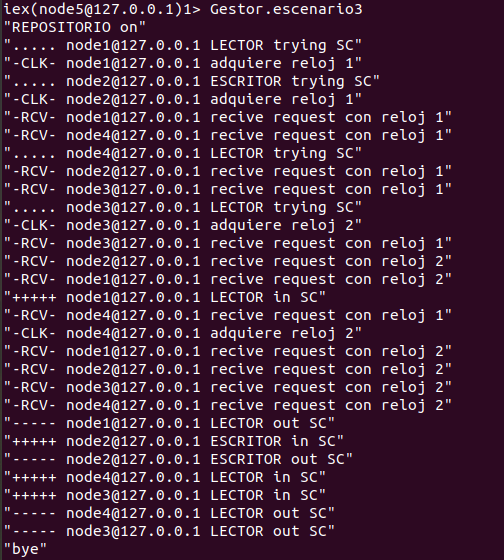 iex(node5@127.0.0.1)1> Gestor.escenario3
"REPOSITORIO on"
"..... node1@127.0.0.1 LECTOR trying SC"
"-CLK- node1@127.0.0.1 adquiere reloj 1"
"..... node2@127.0.0.1 ESCRITOR trying SC"
"-CLK- node2@127.0.0.1 adquiere reloj 1"
"-RCV- node1@127.0.0.1 recive request con reloj 1"
"-RCV- node4@127.0.0.1 recive request con reloj 1"
"..... node4@127.0.0.1 LECTOR trying SC"
"-RCV- node2@127.0.0.1 recive request con reloj 1"
"-RCV- node3@127.0.0.1 recive request con reloj 1"
"..... node3@127.0.0.1 LECTOR trying SC"
"-CLK- node3@127.0.0.1 adquiere reloj 2"
"-RCV- node3@127.0.0.1 recive request con reloj 1"
"-RCV- node2@127.0.0.1 recive request con reloj 2"
"-RCV- node1@127.0.0.1 recive request con reloj 2"
"+++++ node1@127.0.0.1 LECTOR in SC"
"-RCV- node4@127.0.0.1 recive request con reloj 1"
"-CLK- node4@127.0.0.1 adquiere reloj 2"
"-RCV- node1@127.0.0.1 recive request con reloj 2"
"-RCV- node2@127.0.0.1 recive request con reloj 2"
"-RCV- node3@127.0.0.1 recive request con reloj 2"
"-RCV- node4@127.0.0.1 recive request con reloj 2"
"----- node1@127.0.0.1 LECTOR out SC"
"+++++ node2@127.0.0.1 ESCRITOR in SC"
"----- node2@127.0.0.1 ESCRITOR out SC"
"+++++ node4@127.0.0.1 LECTOR in SC"
"+++++ node3@127.0.0.1 LECTOR in SC"
"----- node4@127.0.0.1 LECTOR out SC"
"----- node3@127.0.0.1 LECTOR out SC"
"bye"